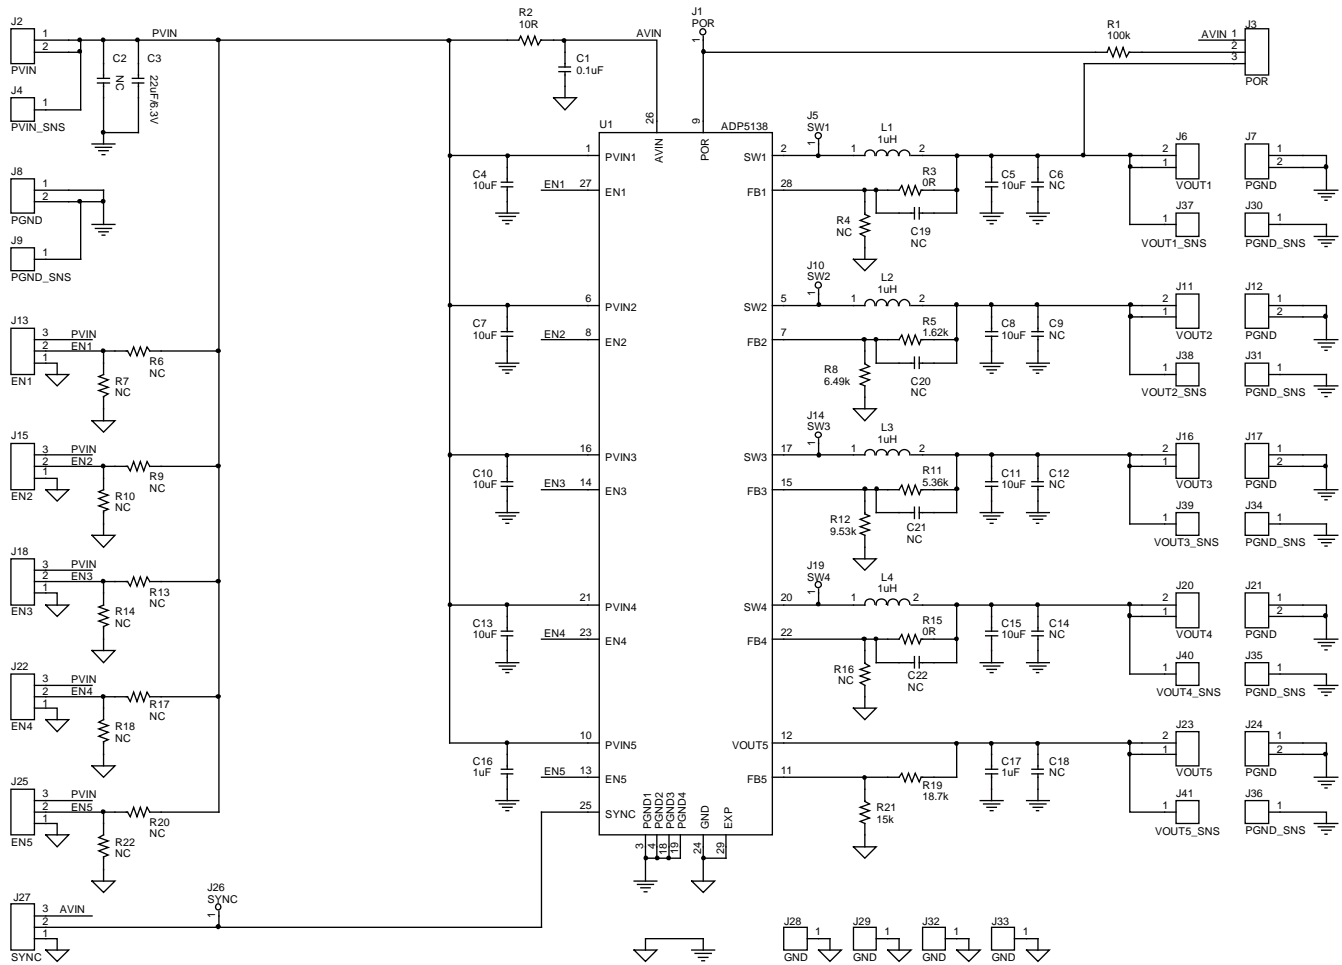 J2
1
2
PVIN
PVIN
C2
NC
C3
22uF/6.3V
J4
1
PVIN_SNS
J8
1
2
PGND
J9
1
PGND_SNS
R2
10R
AVIN
C1
0.1uF
J1
POR
1
R1
100k
J3
AVIN 1
2
3
POR
U1
ADP5138
26
AVIN
9
POR
1
PVIN1
C4
10uF
EN1
27
EN1
6
PVIN2
C7
10uF
EN2
8
EN2
16
PVIN3
C10
10uF
EN3
14
EN3
21
PVIN4
C13
10uF
EN4
23
EN4
10
PVIN5
C16
1uF
EN5
13
EN5
25
SYNC
PGND1
PGND2
PGND3
PGND4
GND
EXP
3
4
18
19
24
29
SW1
2
J5
SW1
1
L1
1uH
1
2
FB1
28
R3
0R
R4
NC
C19
NC
C5
10uF
C6
NC
J6
2
1
VOUT1
J7
1
2
PGND
J37
1
VOUT1_SNS
J30
1
PGND_SNS
SW2
5
J10
SW2
1
L2
1uH
1
2
FB2
7
R5
1.62k
R8
6.49k
C20
NC
C8
10uF
C9
NC
J11
2
1
VOUT2
J12
1
2
PGND
J38
1
VOUT2_SNS
J31
1
PGND_SNS
SW3
17
J14
SW3
1
L3
1uH
1
2
FB3
15
R11
5.36k
R12
9.53k
C21
NC
C11
10uF
C12
NC
J16
2
1
VOUT3
J17
1
2
PGND
J39
1
VOUT3_SNS
J34
1
PGND_SNS
SW4
20
J19
SW4
1
L4
1uH
1
2
FB4
22
R15
0R
R16
NC
C22
NC
C15
10uF
C14
NC
J20
2
1
VOUT4
J21
1
2
PGND
J40
1
VOUT4_SNS
J35
1
PGND_SNS
VOUT5
12
FB5
11
R19
18.7k
R21
15k
C17
1uF
C18
NC
J23
2
1
VOUT5
J24
1
2
PGND
J41
1
VOUT5_SNS
J36
1
PGND_SNS
J13
3 PVIN
2 EN1
1
EN1
R6
NC
R7
NC
J15
3 PVIN
2 EN2
1
EN2
R9
NC
R10
NC
J18
3 PVIN
2 EN3
1
EN3
R13
NC
R14
NC
J22
3 PVIN
2 EN4
1
EN4
R17
NC
R18
NC
J25
3 PVIN
2 EN5
1
EN5
R20
NC
R22
NC
J27
3 AVIN
2
1
SYNC
J26
SYNC
1
J28
1
GND
J29
1
GND
J32
1
GND
J33
1
GND